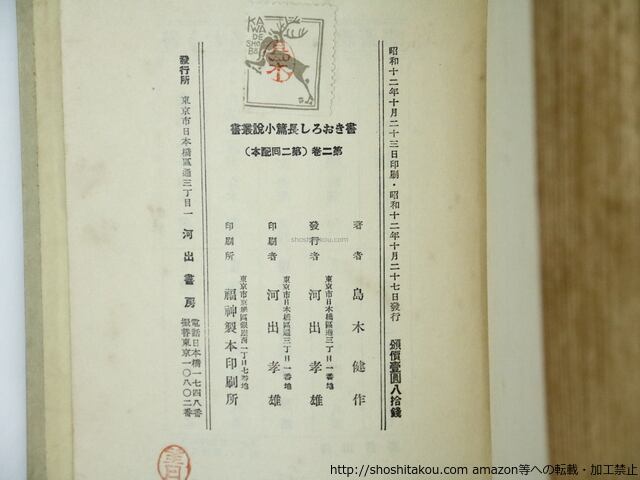 昭和十二年十月二十三日印刷・昭和十二年十月二十七日發行
頒價壹圓八拾錢
KAWADE SHOBŌ
書きおろし長篇小說叢書
第二卷（第二回配本）
著者 島木健作
東京市日本橋區通三丁目一番地
發行者 河出孝雄
東京市日本橋區通三丁目一番地
印刷者 河出孝雄
印刷所 福神製本印刷所
發行所 東京市日本橋區通三丁目一 河出書房
電話日本橋一七四八番
振替東京一〇八〇二番
shoshitakou.com
http://shoshitakou.com amazon等への転載・加工禁止